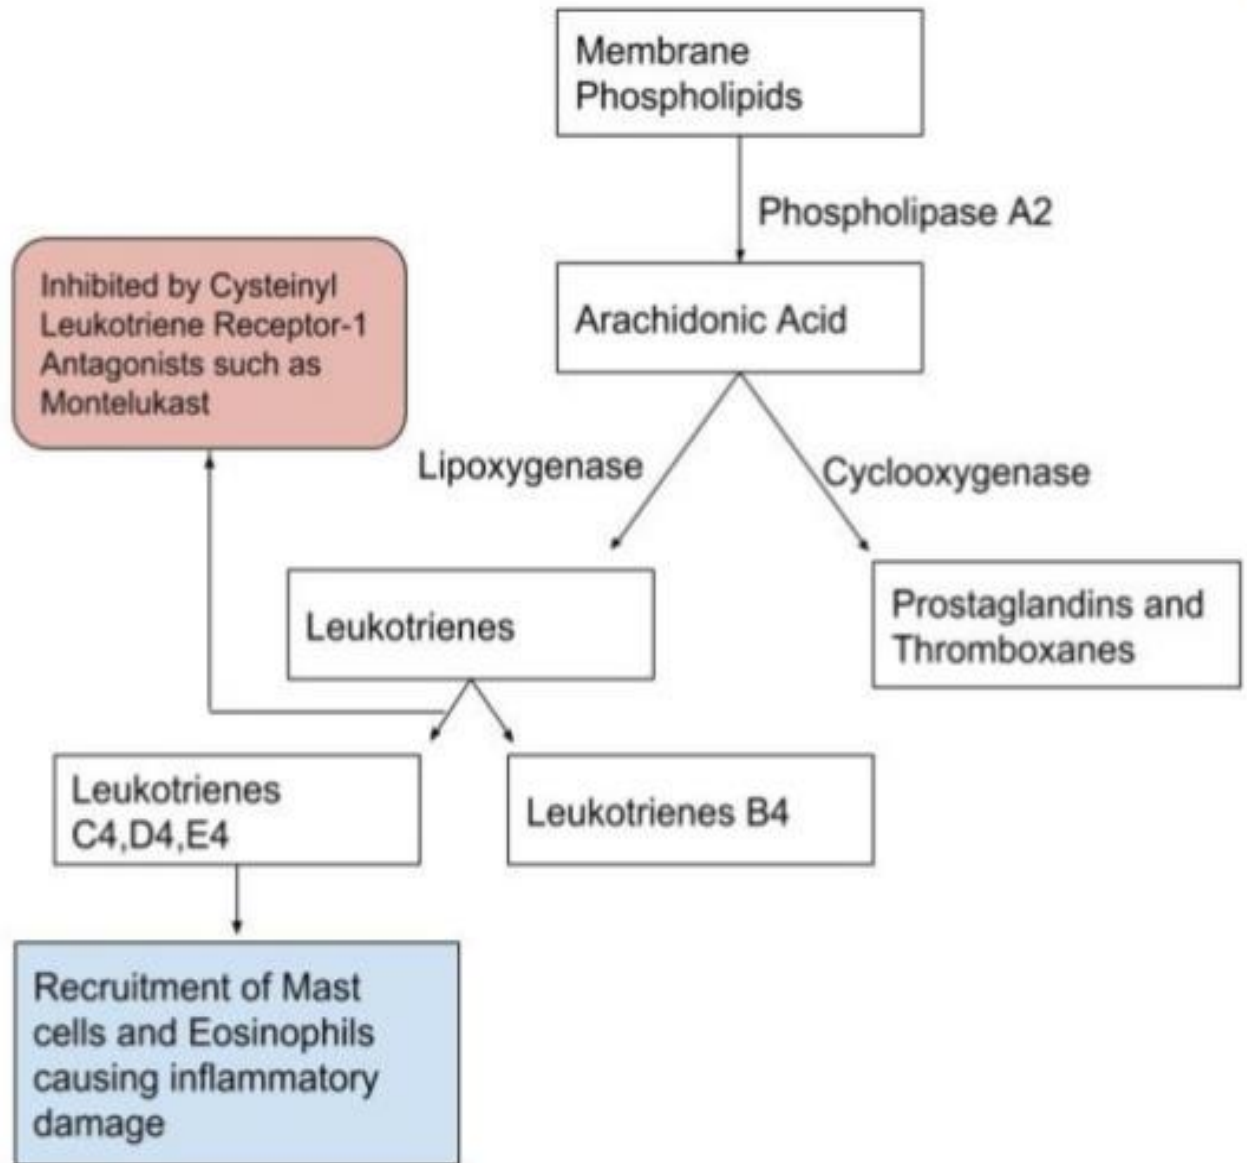 Membrane
Phospholipids
Phospholipase A2
Inhibited by Cysteinyl
Leukotriene Receptor-1
Antagonists such as
Montelukast
Arachidonic Acid
Lipoxygenase
Cyclooxygenase
Leukotrienes
Prostaglandins and
Thromboxanes
Leukotrienes
C4,D4,E4
Leukotrienes B4
Recruitment of Mast
cells and Eosinophils
causing inflammatory
damage